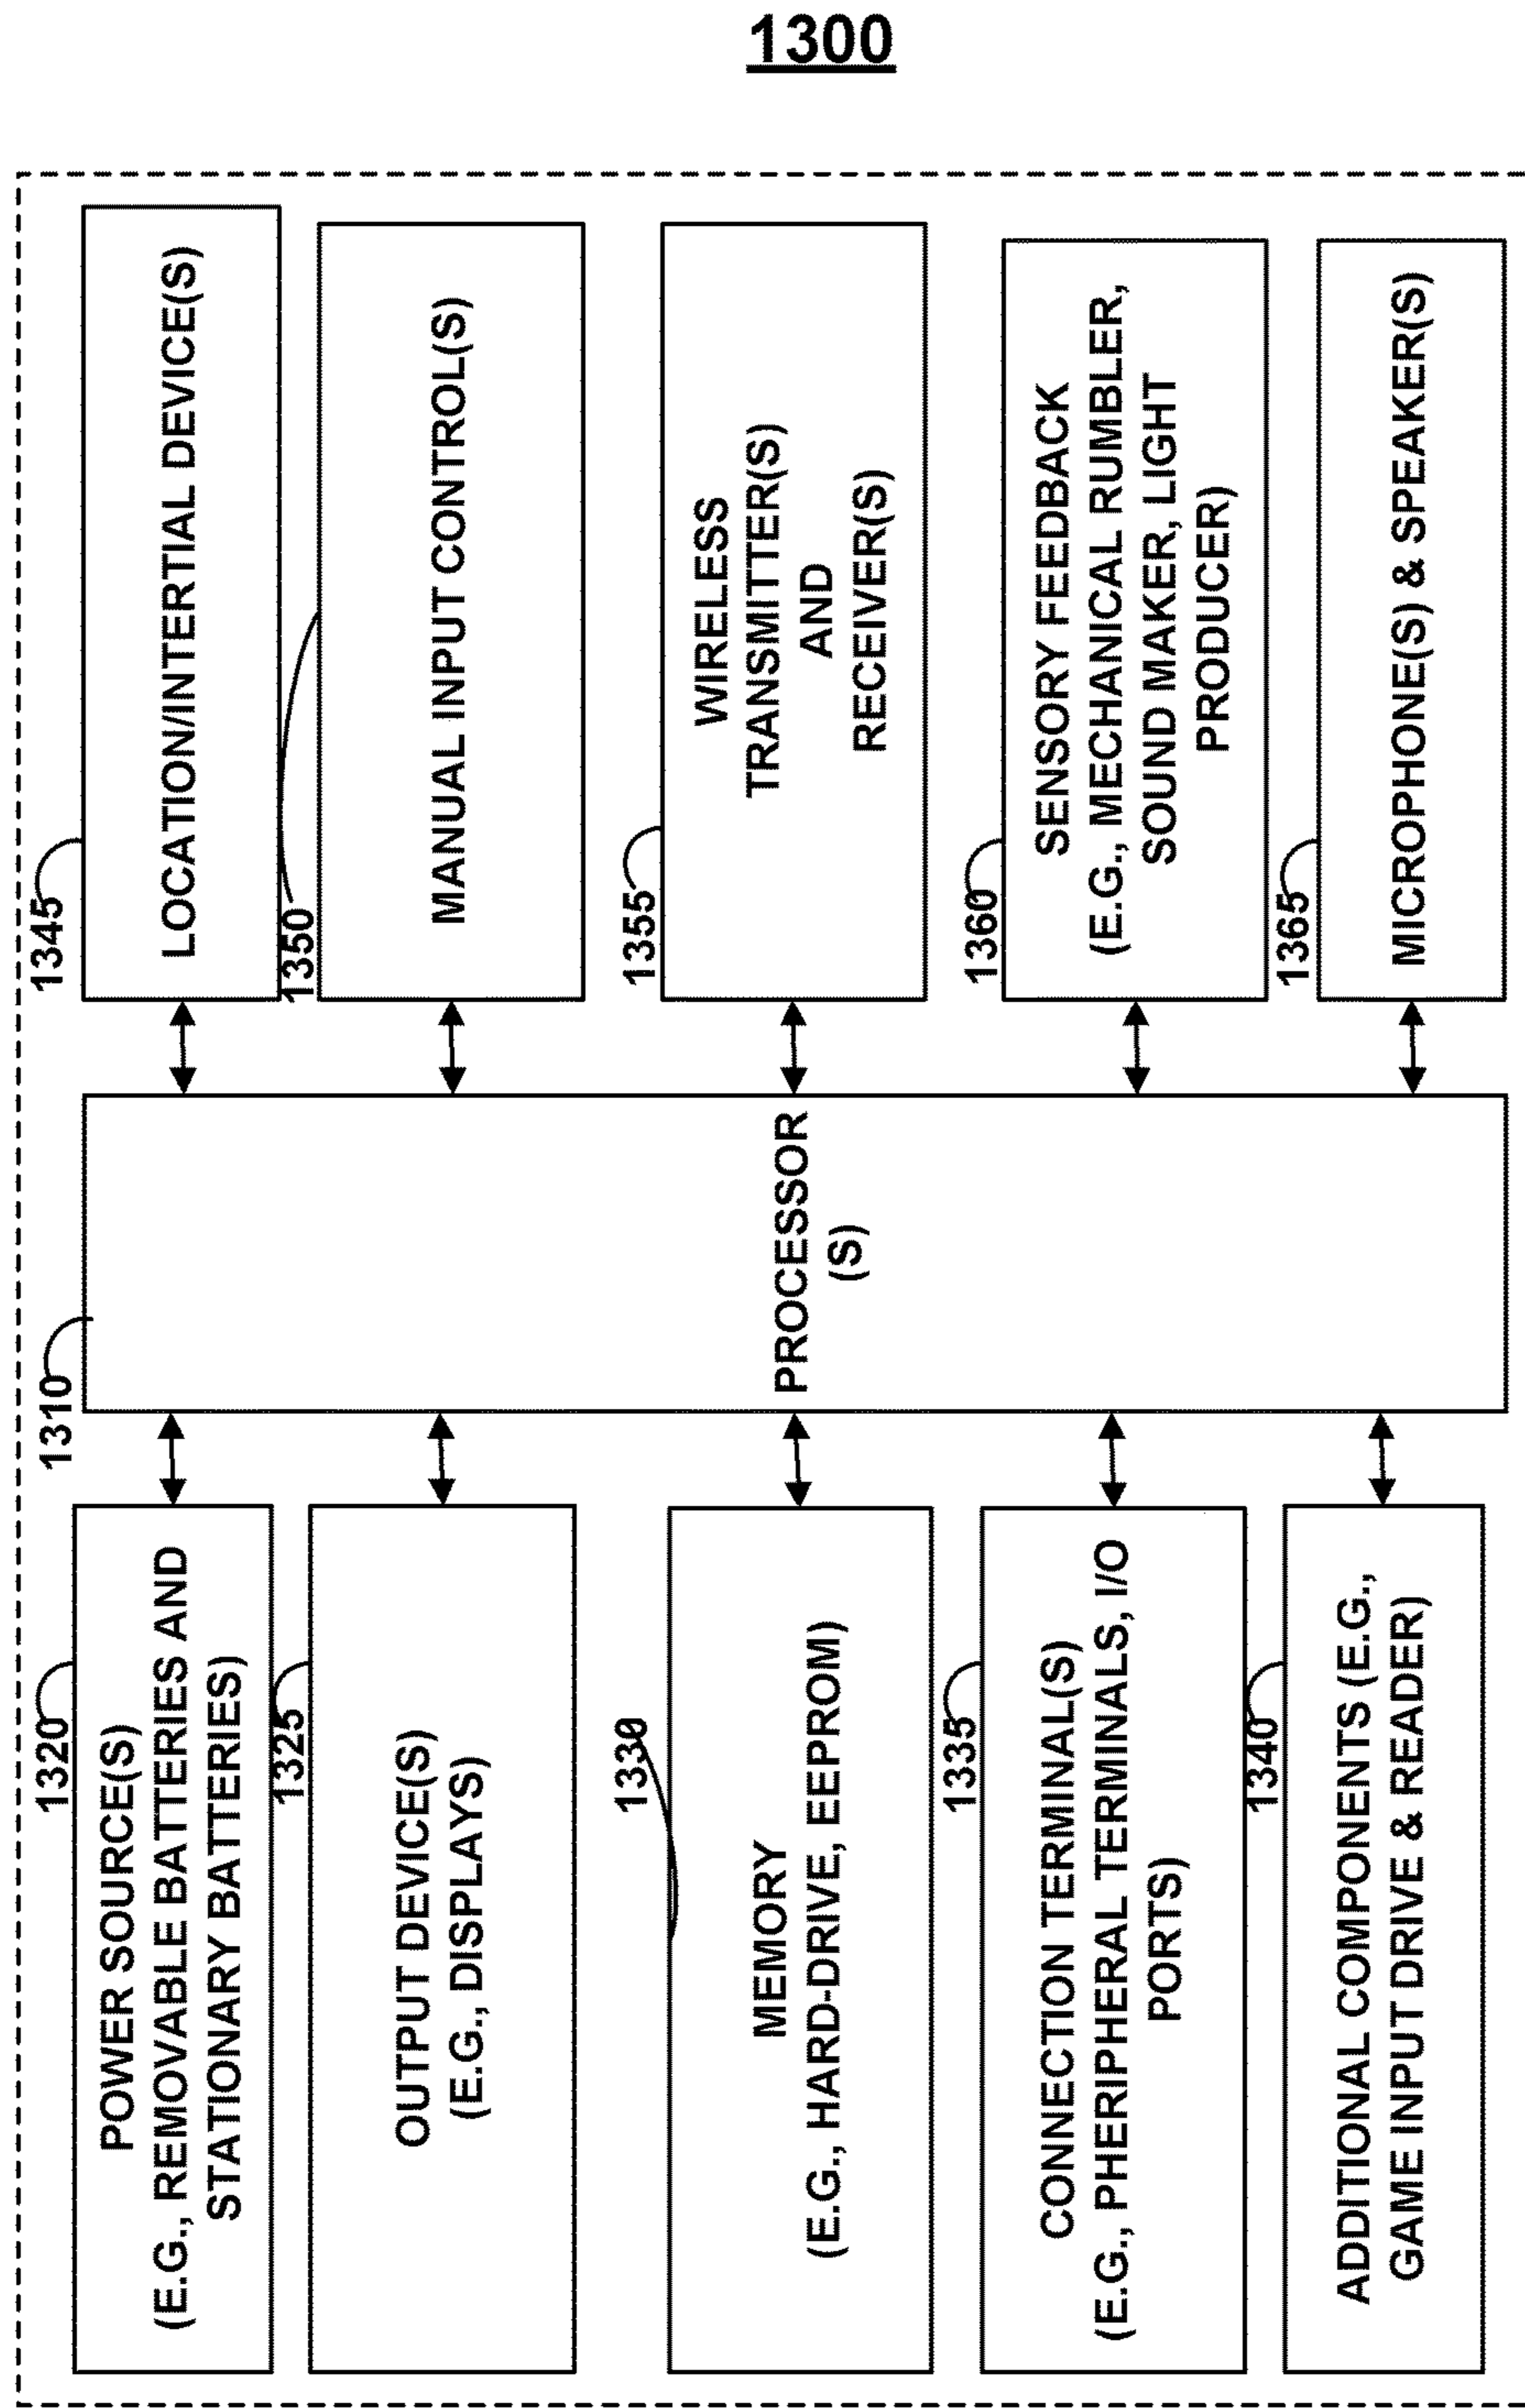 1300
1310
PROCESSOR
(S)
1320
POWER SOURCE(S)
(E.G., REMOVABLE BATTERIES AND
STATIONARY BATTERIES)
1325
OUTPUT DEVICE(S)
(E.G., DISPLAYS)
1330
MEMORY
(E.G., HARD-DRIVE, EEPROM)
1335
CONNECTION TERMINAL(S)
(E.G., PHERIPHERAL TERMINALS, I/O
PORTS)
1340
ADDITIONAL COMPONENTS (E.G.,
GAME INPUT DRIVE & READER)
1345
LOCATION/INTERTIAL DEVICE(S)
1350
MANUAL INPUT CONTROL(S)
1355
WIRELESS
TRANSMITTER(S)
AND
RECEIVER(S)
1360
SENSORY FEEDBACK
(E.G., MECHANICAL RUMBLER,
SOUND MAKER, LIGHT
PRODUCER)
1365
MICROPHONE(S) & SPEAKER(S)